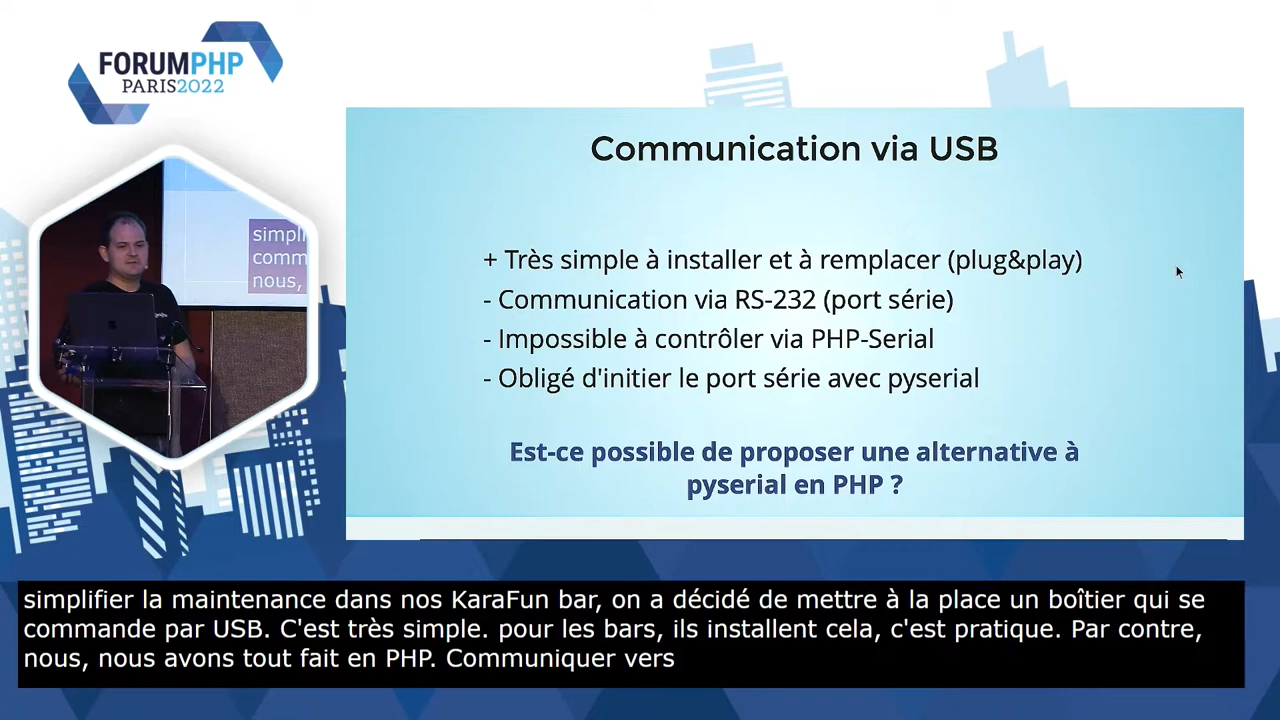 FORUMPHP
PARIS2022
simpli
comm
nous,
Communication via USB
+ Très simple à installer et à remplacer (plug&play)
- Communication via RS-232 (port série)
- Impossible à contrôler via PHP-Serial
- Obligé d'initier le port série avec pyserial
Est-ce possible de proposer une alternative à
pyserial en PHP ?
simplifier la maintenance dans nos KaraFun bar, on a décidé de mettre à la place un boîtier qui se
commande par USB. C'est très simple. pour les bars, ils installent cela, c'est pratique. Par contre,
nous, nous avons tout fait en PHP. Communiquer vers